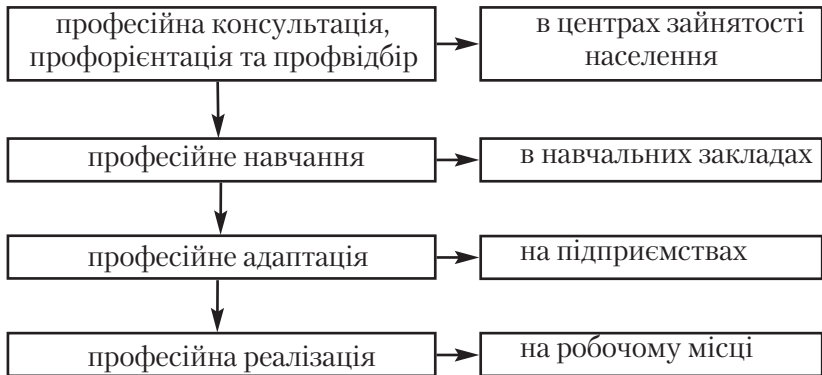 професійна консультація,
профорієнтація та профвідбір
в центрах зайнятості
населення
професійне навчання
в навчальних закладах
професійне адаптація
на підприємствах
професійна реалізація
на робочому місці